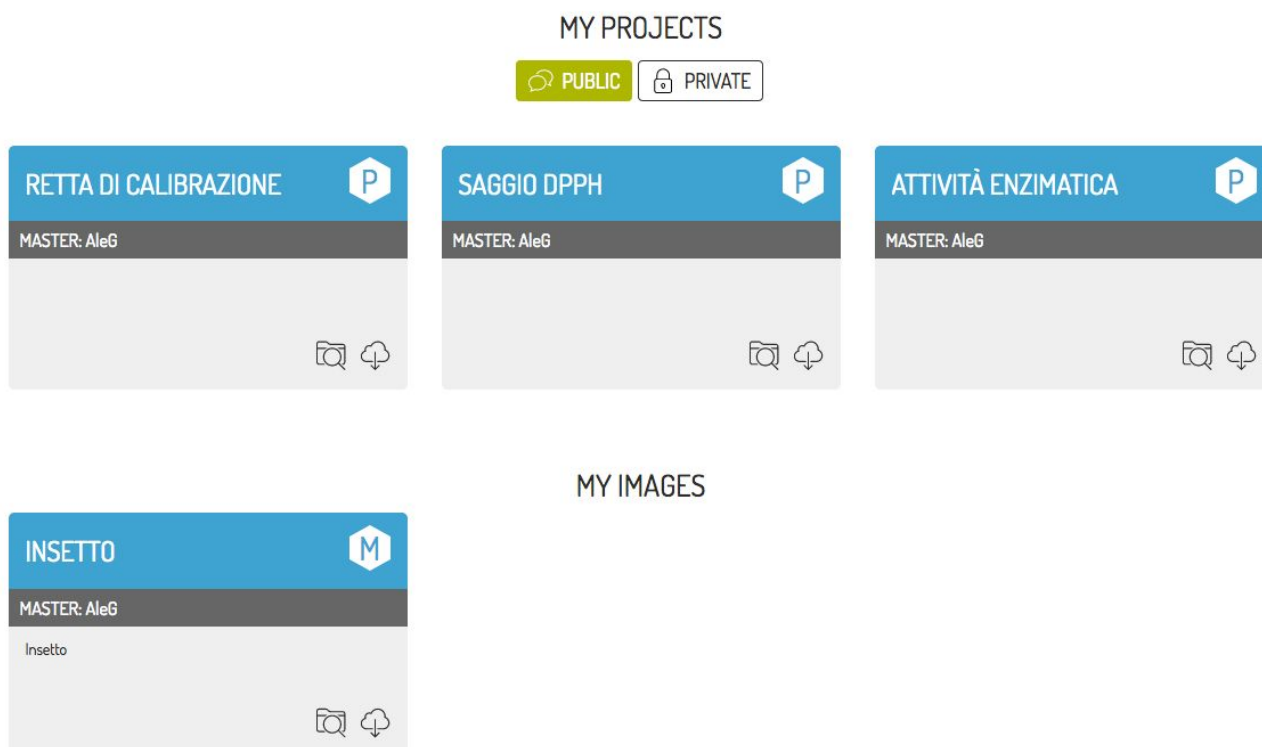 MY PROJECTS
PUBLIC PRIVATE
RETTA DI CALIBRAZIONE P
MASTER: AleG
SAGGIO DPPH P
MASTER: AleG
ATTIVITÀ ENZIMATICA P
MASTER: AleG
MY IMAGES
INSETTO M
MASTER: AleG
Insetto